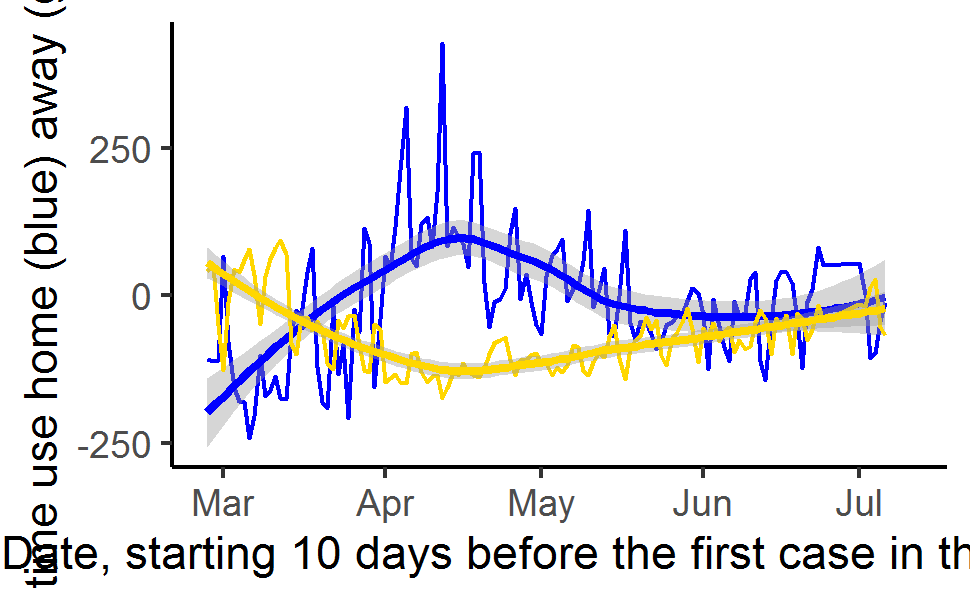 time use home (blue) away (
250
0
-250
Mar Apr May Jun Jul
Date, starting 10 days before the first case in th